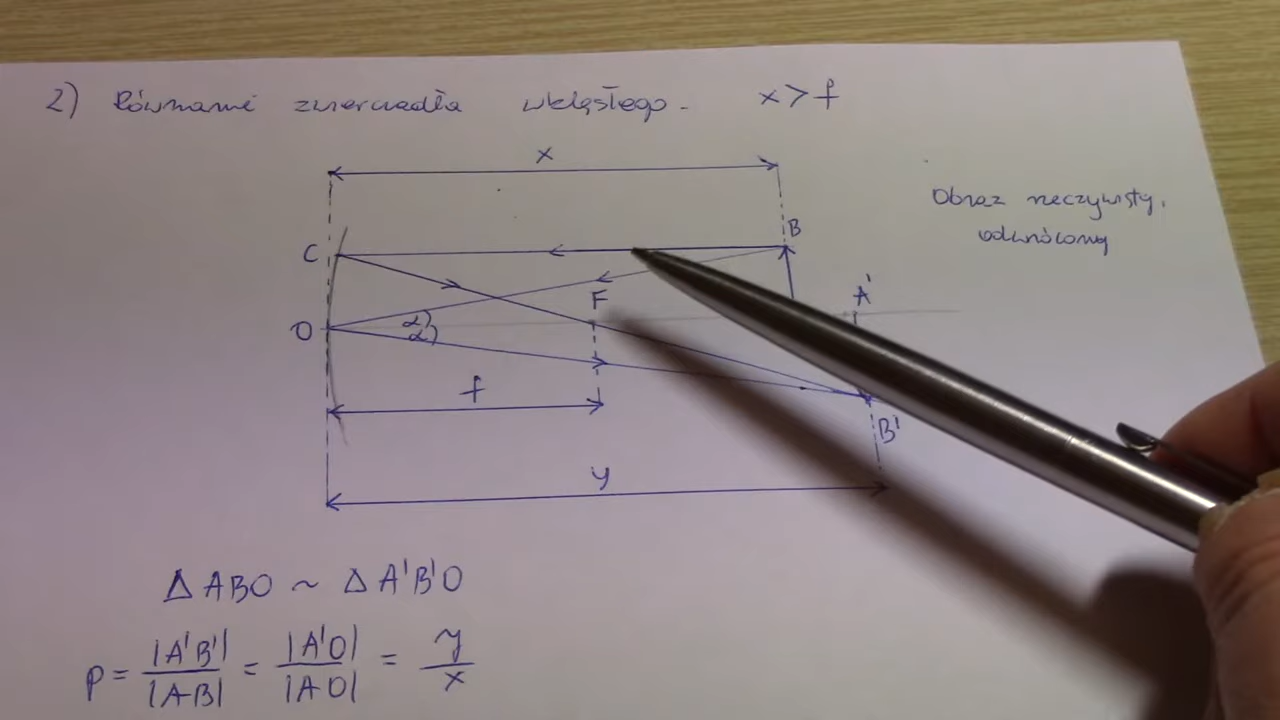 2) Równanie zwierciadła wklęsłego. x > f
x
Obraz rzeczywisty,
odwrócony
B
C
F
A'
O
α)
α)
f
B'
y
Δ ABO ~ Δ A'B'O
p = |A'B'| / |AB| = |A'O| / |AO| = y / x